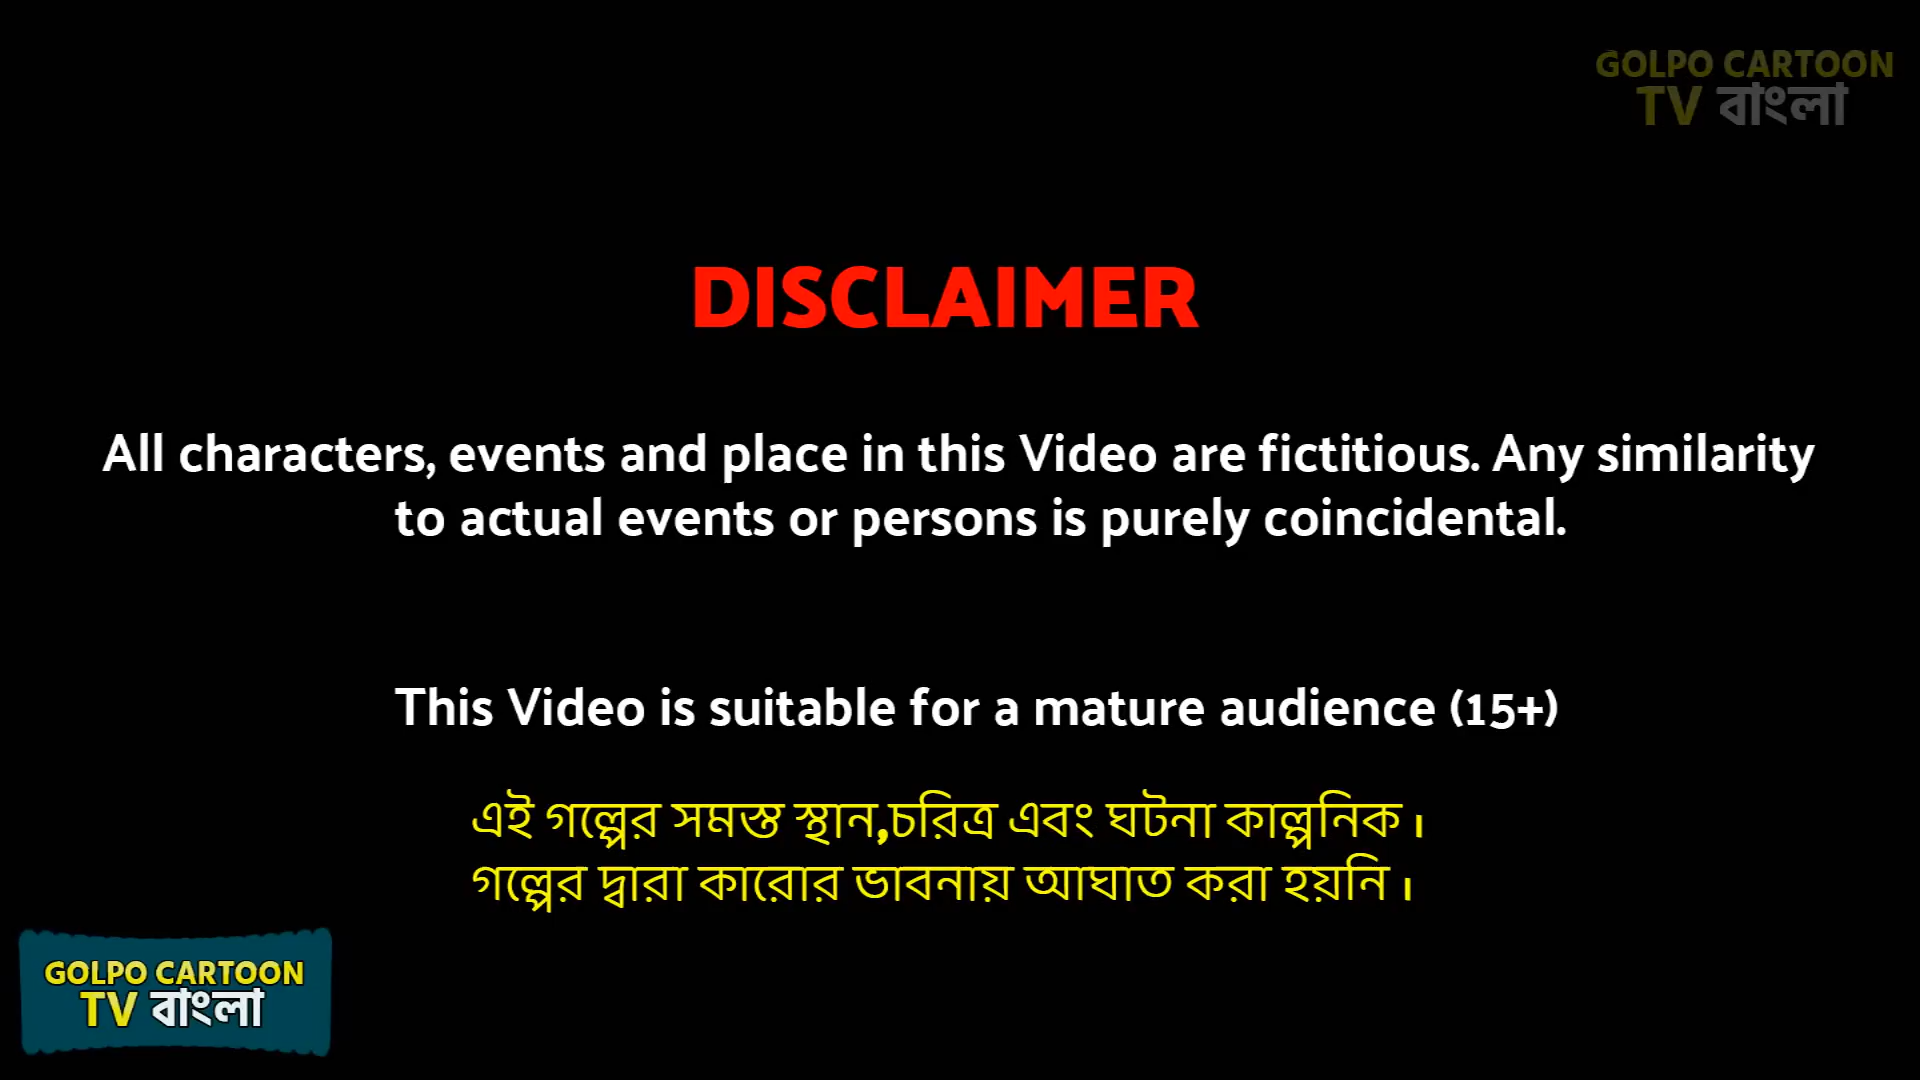 GOLPO CARTOON
TV বাংলা
DISCLAIMER
All characters, events and place in this Video are fictitious. Any similarity
to actual events or persons is purely coincidental.
This Video is suitable for a mature audience (15+)
এই গল্পের সমস্ত স্থান,চরিত্র এবং ঘটনা কাল্পনিক।
গল্পের দ্বারা কারোর ভাবনায় আঘাত করা হয়নি।
GOLPO CARTOON
TV বাংলা